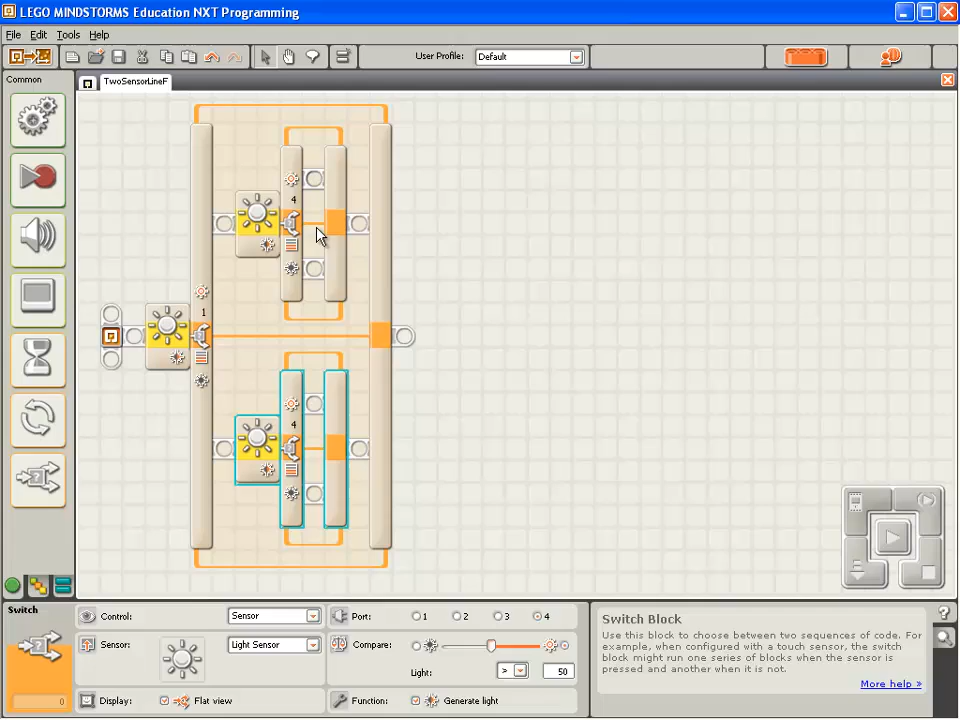 LEGO MINDSTORMS Education NXT Programming
File Edit Tools Help
User Profile: Default
Common
TwoSensorLineF
4
1
4
Switch
0
Control: Sensor
Port: 1 2 3 4
Sensor: Light Sensor
Compare:
Light: > 50
Display: Flat view
Function: Generate light
Switch Block
Use this block to choose between two sequences of code. For
example, when configured with a touch sensor, the switch
block might run one series of blocks when the sensor is
pressed and another when it is not.
More help »
?